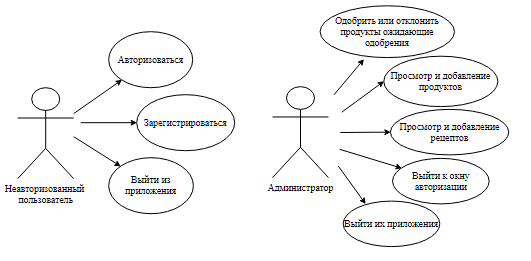 Авторизоваться
Зарегистрироваться
Выйти из
приложения
Неавторизованный
пользователь
Одобрить или отклонить
продукты ожидающие
одобрения
Просмотр и добавление
продуктов
Просмотр и добавление
рецептов
Выйти к окну
авторизации
Выйти их приложения
Администратор